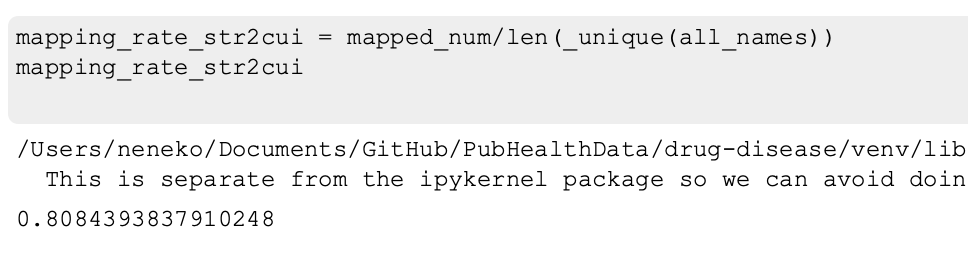 mapping_rate_str2cui = mapped_num/len(_unique(all_names))
mapping_rate_str2cui
/Users/neneko/Documents/GitHub/PubHealthData/drug-disease/venv/lib
This is separate from the ipykernel package so we can avoid doin
0.8084393837910248